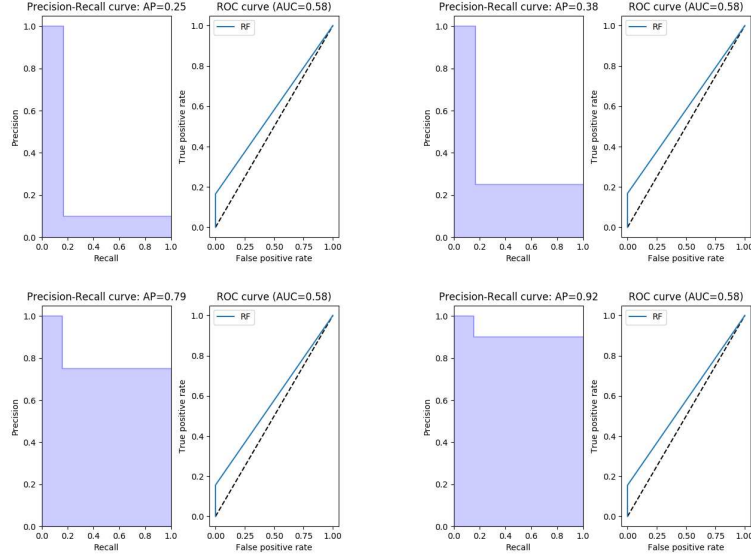 Precision-Recall curve: AP=0.25
1.0
0.8
0.6
0.4
0.2
0.0
Precision
0.0 0.2 0.4 0.6 0.8 1.0
Recall
ROC curve (AUC=0.58)
RF
1.0
0.8
0.6
0.4
0.2
0.0
True positive rate
0.00 0.25 0.50 0.75 1.00
False positive rate
Precision-Recall curve: AP=0.38
1.0
0.8
0.6
0.4
0.2
0.0
Precision
0.0 0.2 0.4 0.6 0.8 1.0
Recall
ROC curve (AUC=0.58)
RF
1.0
0.8
0.6
0.4
0.2
0.0
True positive rate
0.00 0.25 0.50 0.75 1.00
False positive rate
Precision-Recall curve: AP=0.79
1.0
0.8
0.6
0.4
0.2
0.0
Precision
0.0 0.2 0.4 0.6 0.8 1.0
Recall
ROC curve (AUC=0.58)
RF
1.0
0.8
0.6
0.4
0.2
0.0
True positive rate
0.00 0.25 0.50 0.75 1.00
False positive rate
Precision-Recall curve: AP=0.92
1.0
0.8
0.6
0.4
0.2
0.0
Precision
0.0 0.2 0.4 0.6 0.8 1.0
Recall
ROC curve (AUC=0.58)
RF
1.0
0.8
0.6
0.4
0.2
0.0
True positive rate
0.00 0.25 0.50 0.75 1.00
False positive rate